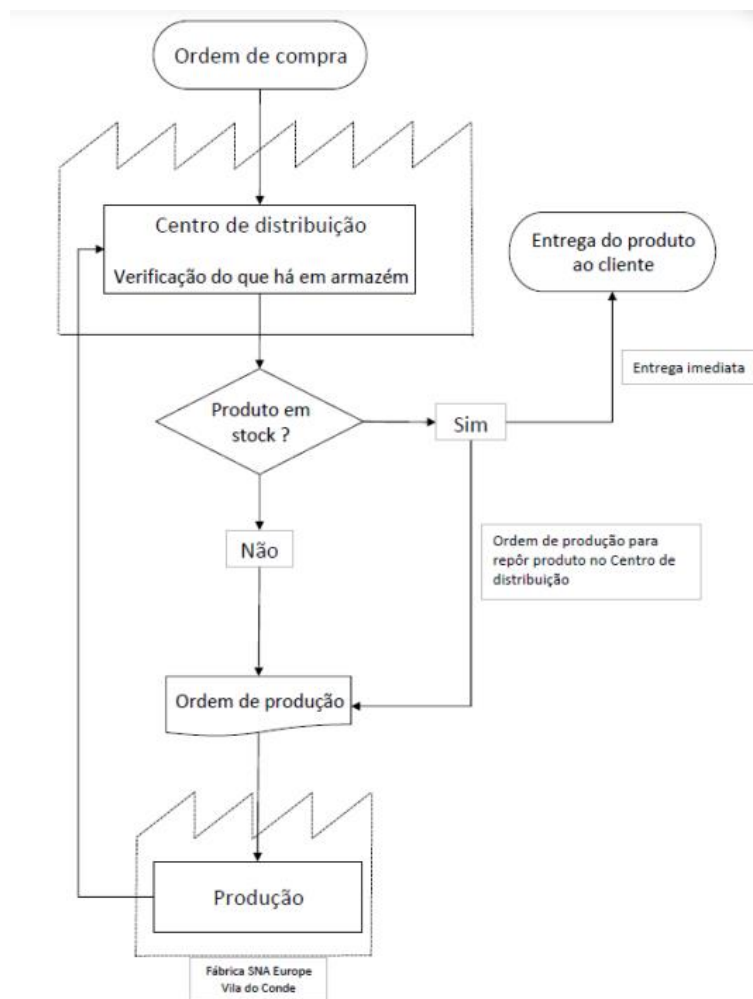 Ordem de compra
Centro de distribuição
Verificação do que há em armazém
Entrega do produto
ao cliente
Entrega imediata
Produto em
stock ?
Sim
Não
Ordem de produção para
repôr produto no Centro de
distribuição
Ordem de produção
Produção
Fábrica SNA Europe
Vila do Conde